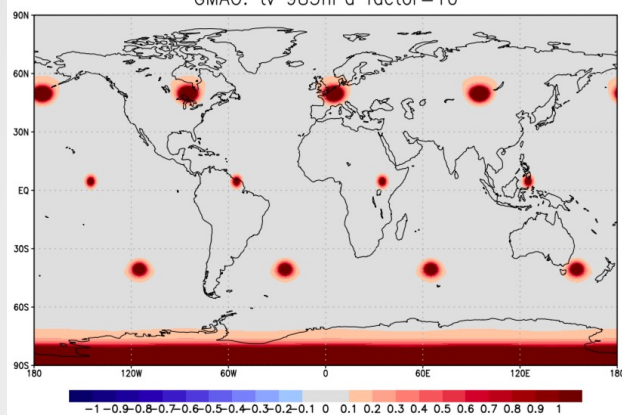 GMAO: tv 985hPa factor=10
90N
60N
30N
EQ
30S
60S
90S
180 120W 60W 0 60E 120E 180
-1 -0.9 -0.8 -0.7 -0.6 -0.5 -0.4 -0.3 -0.2 -0.1 0 0.1 0.2 0.3 0.4 0.5 0.6 0.7 0.8 0.9 1